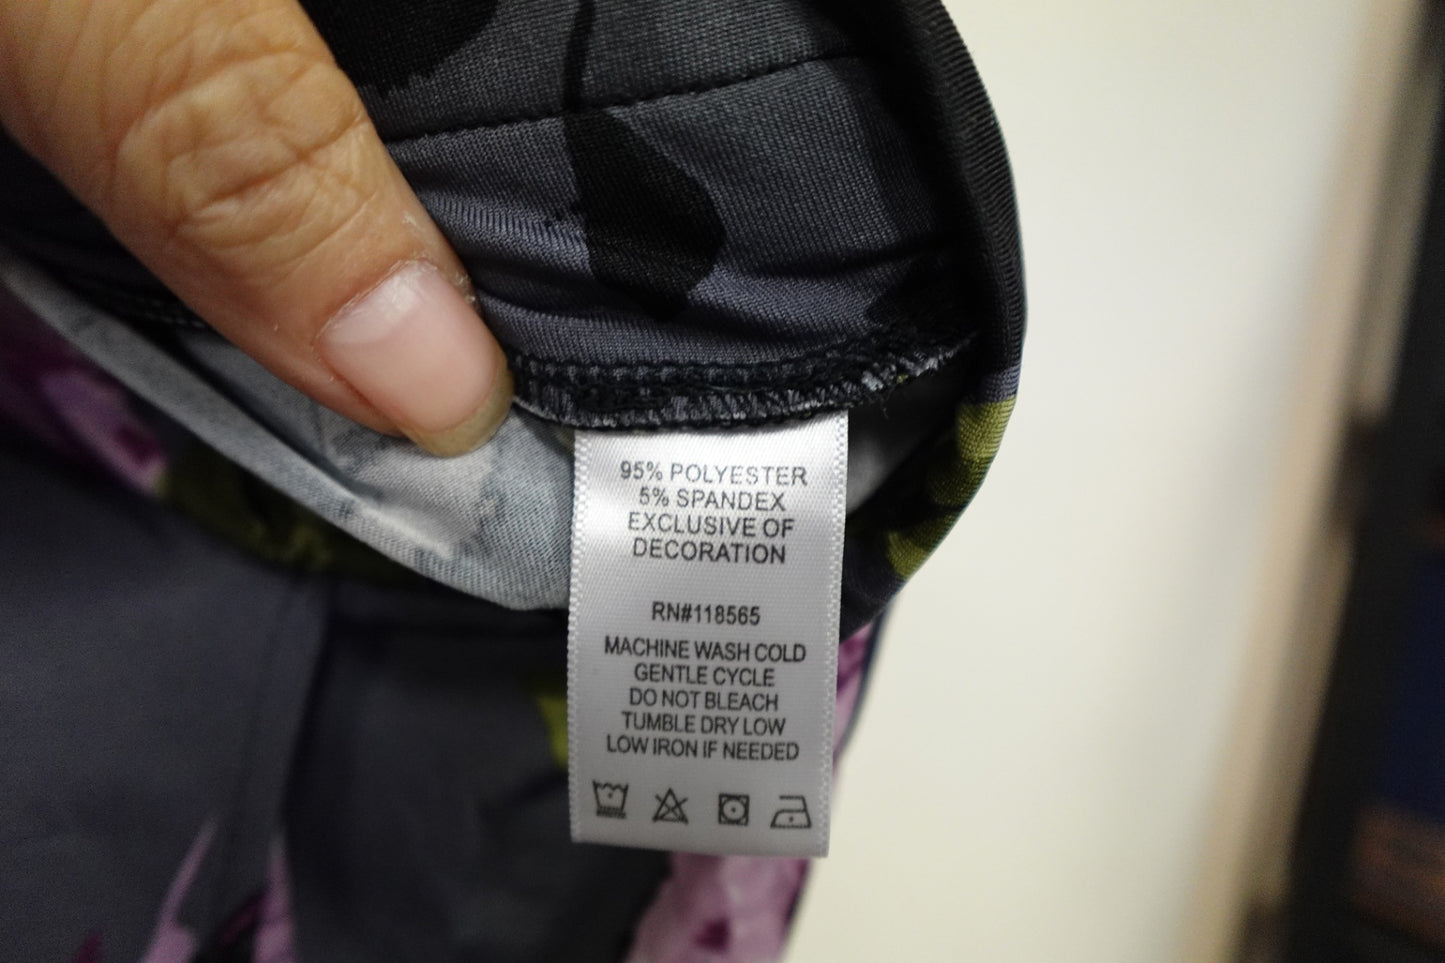 95% POLYESTER
5% SPANDEX
EXCLUSIVE OF
DECORATION
RN#118565
MACHINE WASH COLD
GENTLE CYCLE
DO NOT BLEACH
TUMBLE DRY LOW
LOW IRON IF NEEDED